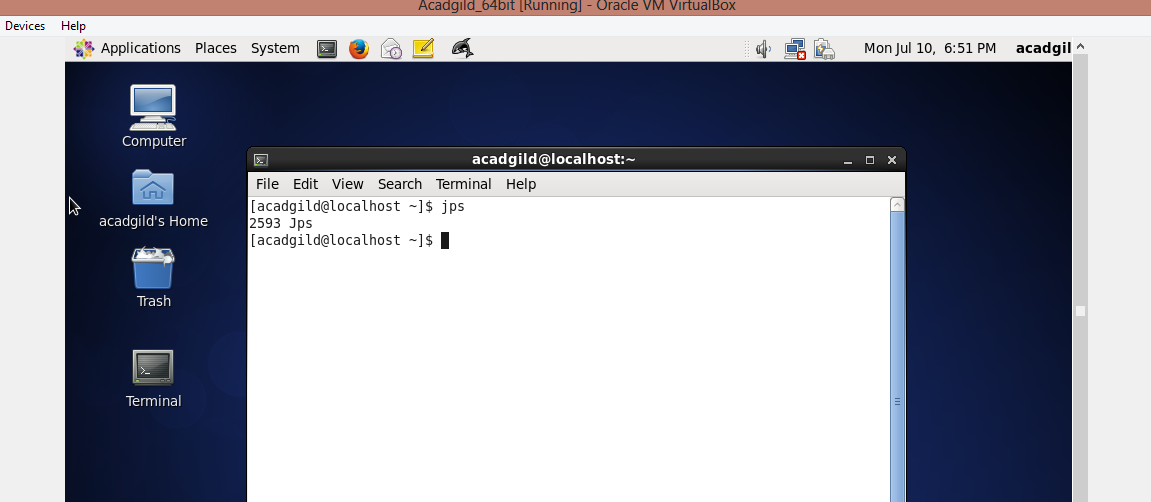 Acadgild_64bit [Running] - Oracle VM VirtualBox
Devices Help
Applications Places System Mon Jul 10, 6:51 PM acadgil
Computer
acadgild's Home
Trash
Terminal
acadgild@localhost:~
File Edit View Search Terminal Help
[acadgild@localhost ~]$ jps
2593 Jps
[acadgild@localhost ~]$